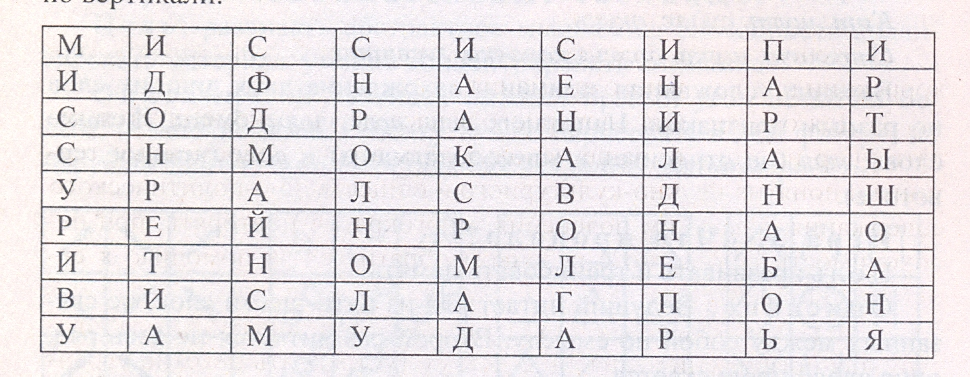 по вертикали.
М И С С И С И П И
И Д Ф Н А Е Н А Р
С О Д Р А Н И Р Т
С Н М О К А Л А Ы
У Р А Л С В Д Н Ш
Р Е Й Н Р О Н А О
И Т Н О М Л Е Л А
В И С Л А Г П О Н
У А М У Д А Р Ь Я